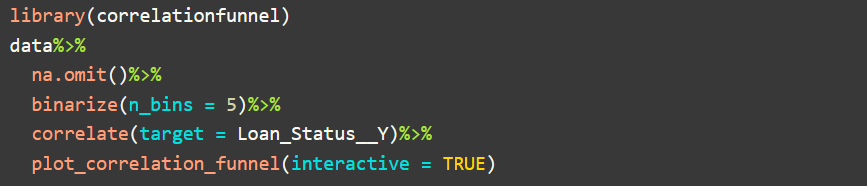 library(correlationfunnel)
data%>%
  na.omit()%>%
  binarize(n_bins = 5)%>%
  correlate(target = Loan_Status__Y)%>%
  plot_correlation_funnel(interactive = TRUE)